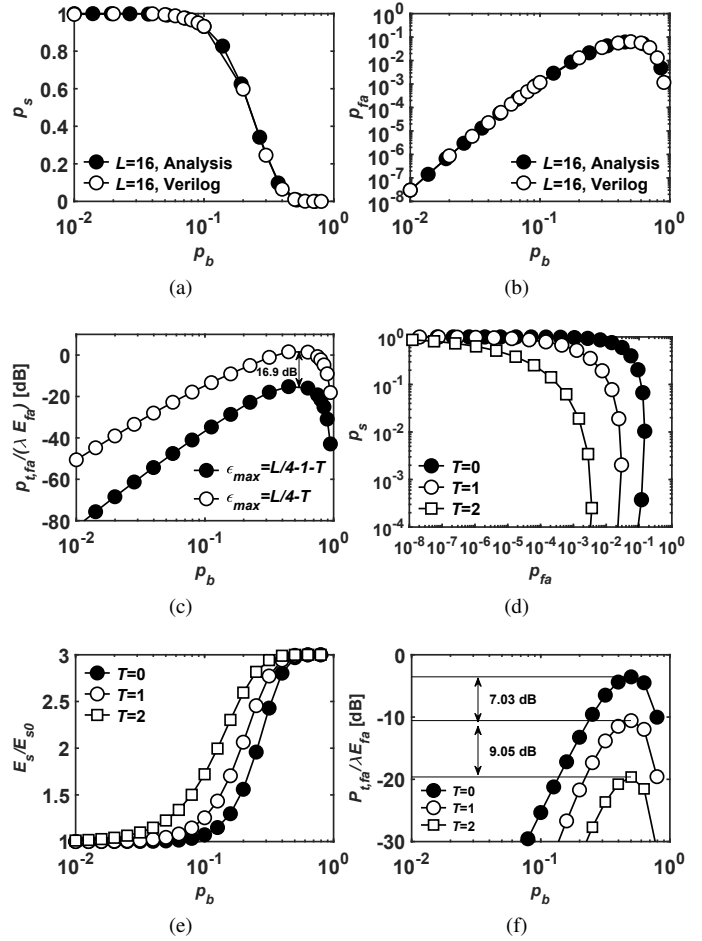 1
0.8
0.6
0.4
0.2
0
p_s
L=16, Analysis
L=16, Verilog
10^-2
10^-1
10^0
p_b
(a)
10^-1
10^0
10^-1
10^-2
10^-3
10^-4
10^-5
10^-6
10^-7
10^-8
p_fa
L=16, Analysis
L=16, Verilog
10^-2
10^-1
10^0
p_b
(b)
0
-20
-40
-60
-80
p_t,fa/(λ E_fa) [dB]
16.9 dB
ϵ_max=L/4-1-T
ϵ_max=L/4-T
10^-2
10^-1
10^0
p_b
(c)
10^0
10^-1
10^-2
10^-3
10^-4
p_s
T=0
T=1
T=2
10^-8
10^-7
10^-6
10^-5
10^-4
10^-3
10^-2
10^-1
10^0
p_fa
(d)
3
2.5
2
1.5
1
E_s/E_s0
T=0
T=1
T=2
10^-2
10^-1
10^0
p_b
(e)
0
-10
-20
-30
P_t,fa/λE_fa [dB]
7.03 dB
9.05 dB
T=0
T=1
T=2
10^-2
10^-1
10^0
p_b
(f)